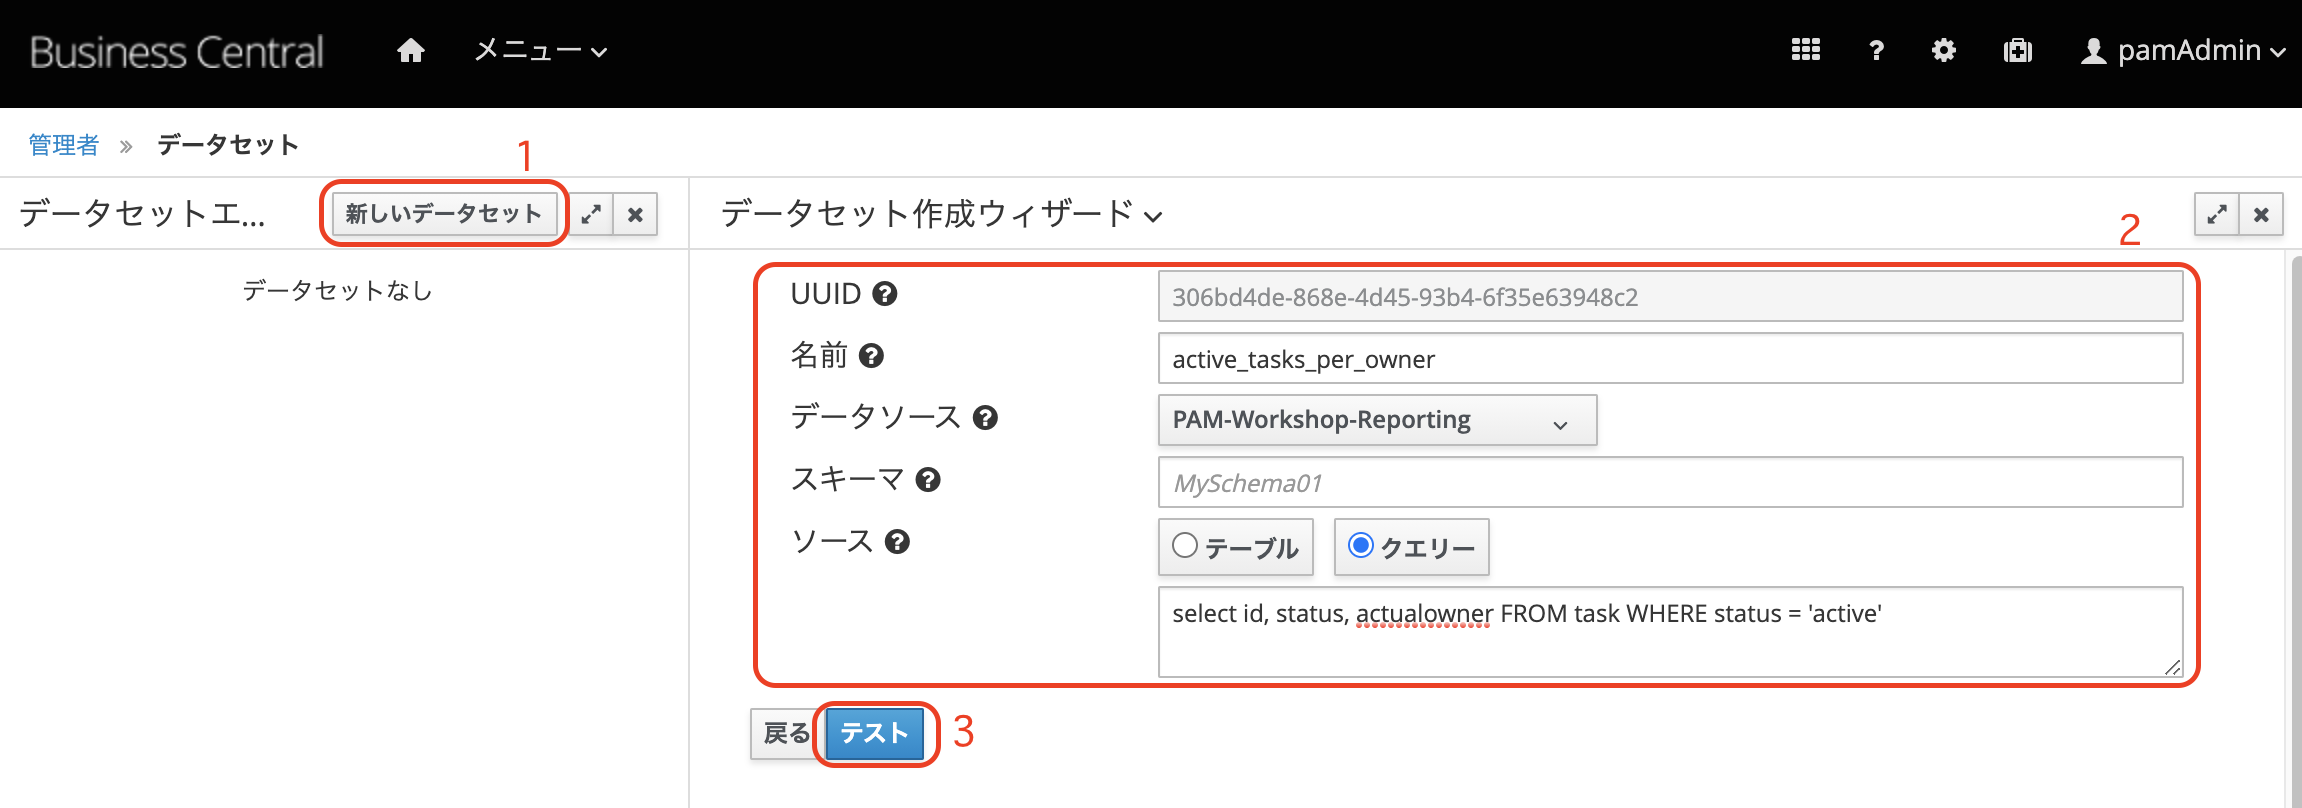 Business Central メニュー ? pamAdmin
管理者 » データセット
1
データセットエ... 新しいデータセット データセット作成ウィザード
2
データセットなし
UUID ? 306bd4de-868e-4d45-93b4-6f35e63948c2
名前 ? active_tasks_per_owner
データソース ? PAM-Workshop-Reporting
スキーマ ? MySchema01
ソース ? テーブル クエリー
select id, status, actualowner FROM task WHERE status = 'active'
戻る テスト 3